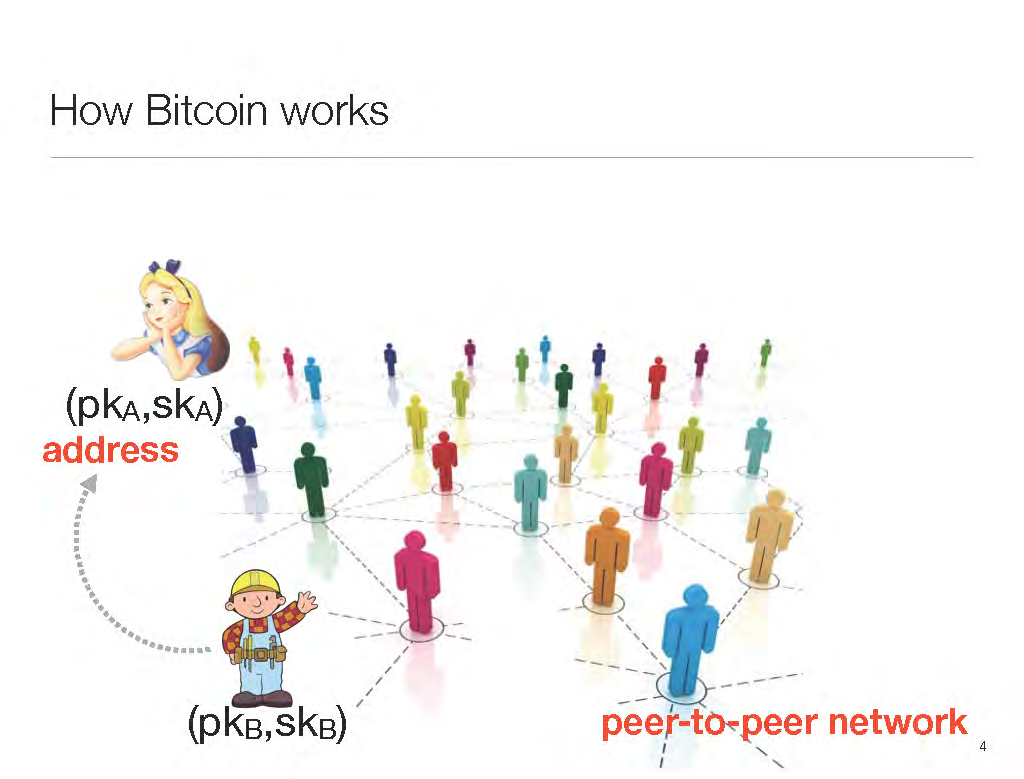 How Bitcoin works
(pkA,skA)
address
(pkB,skB)
peer-to-peer network
4